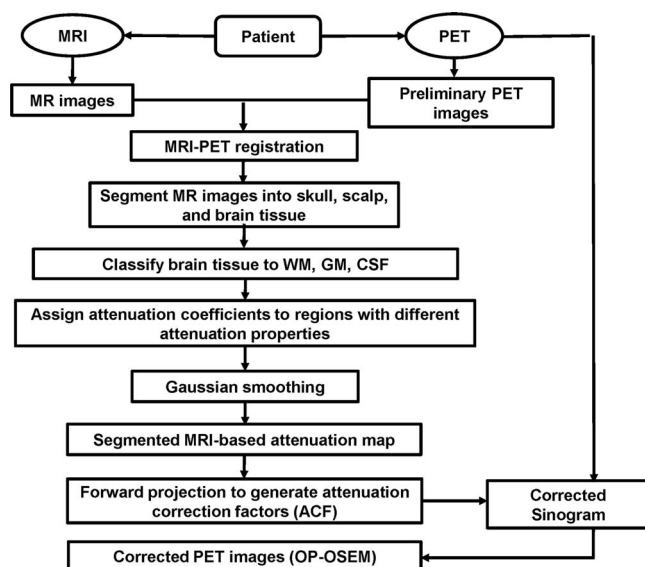 MRI
Patient
PET
MR images
Preliminary PET
images
MRI-PET registration
Segment MR images into skull, scalp,
and brain tissue
Classify brain tissue to WM, GM, CSF
Assign attenuation coefficients to regions with different
attenuation properties
Gaussian smoothing
Segmented MRI-based attenuation map
Forward projection to generate attenuation
correction factors (ACF)
Corrected
Sinogram
Corrected PET images (OP-OSEM)